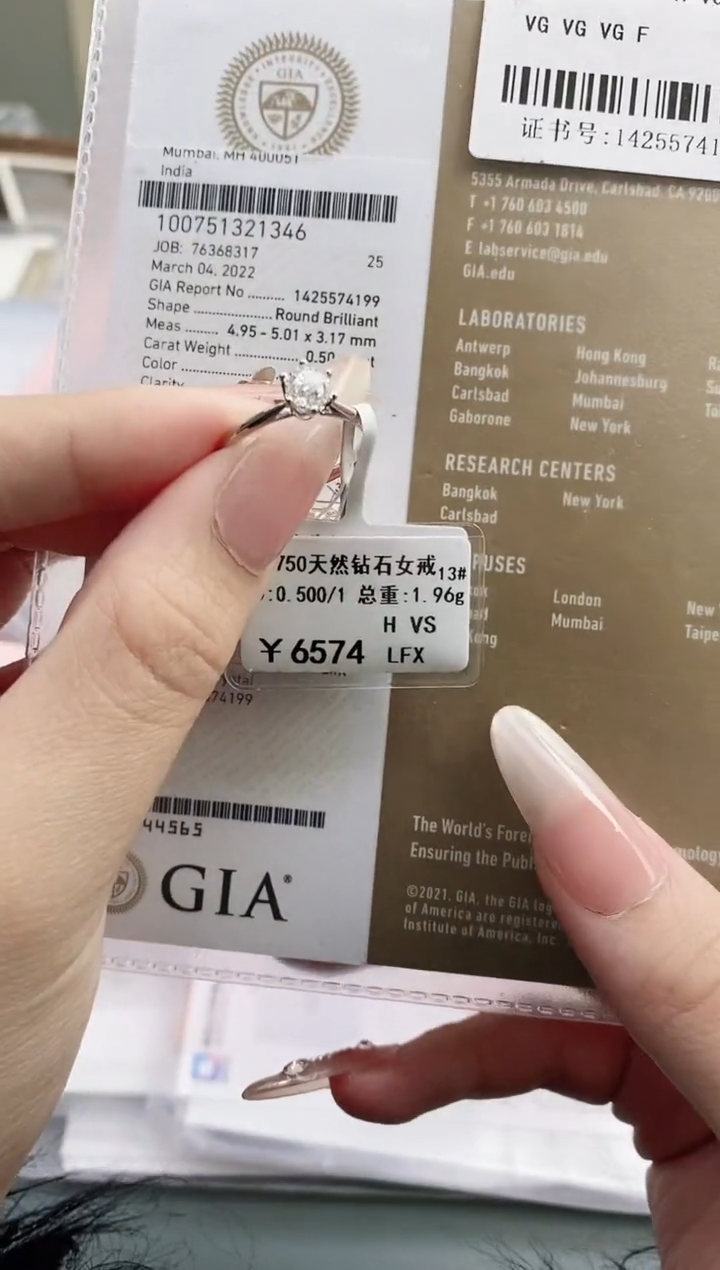 VG VG VG F
证书号:142557419
GIA
Mumbai, MH 400051
India
100751321346
JOB: 76368317
25
March 04, 2022
GIA Report No .......... 1425574199
Shape ..................... Round Brilliant
Meas ........ 4.95 - 5.01 x 3.17 mm
Carat Weight .................. 0.50
Color
Clarity
750天然钻石女戒13#
:0.500/1 总重:1.96g
H VS
¥6574 LFX
74199
44565
GIA®
5355 Armada Drive, Carlsbad, CA
T +1 760 603 4500
F +1 760 603 1814
E labservice@gia.edu
GIA.edu
LABORATORIES
Antwerp
Bangkok
Carlsbad
Gaborone
Hong Kong
Johannesburg
Mumbai
New York
RESEARCH CENTERS
Bangkok
Carlsbad
New York
USES
London
Mumbai
New
Taipe
The World's Fore
Ensuring the Publ
©2021. GIA, the GIA log
of America are registere
Institute of America, Inc.